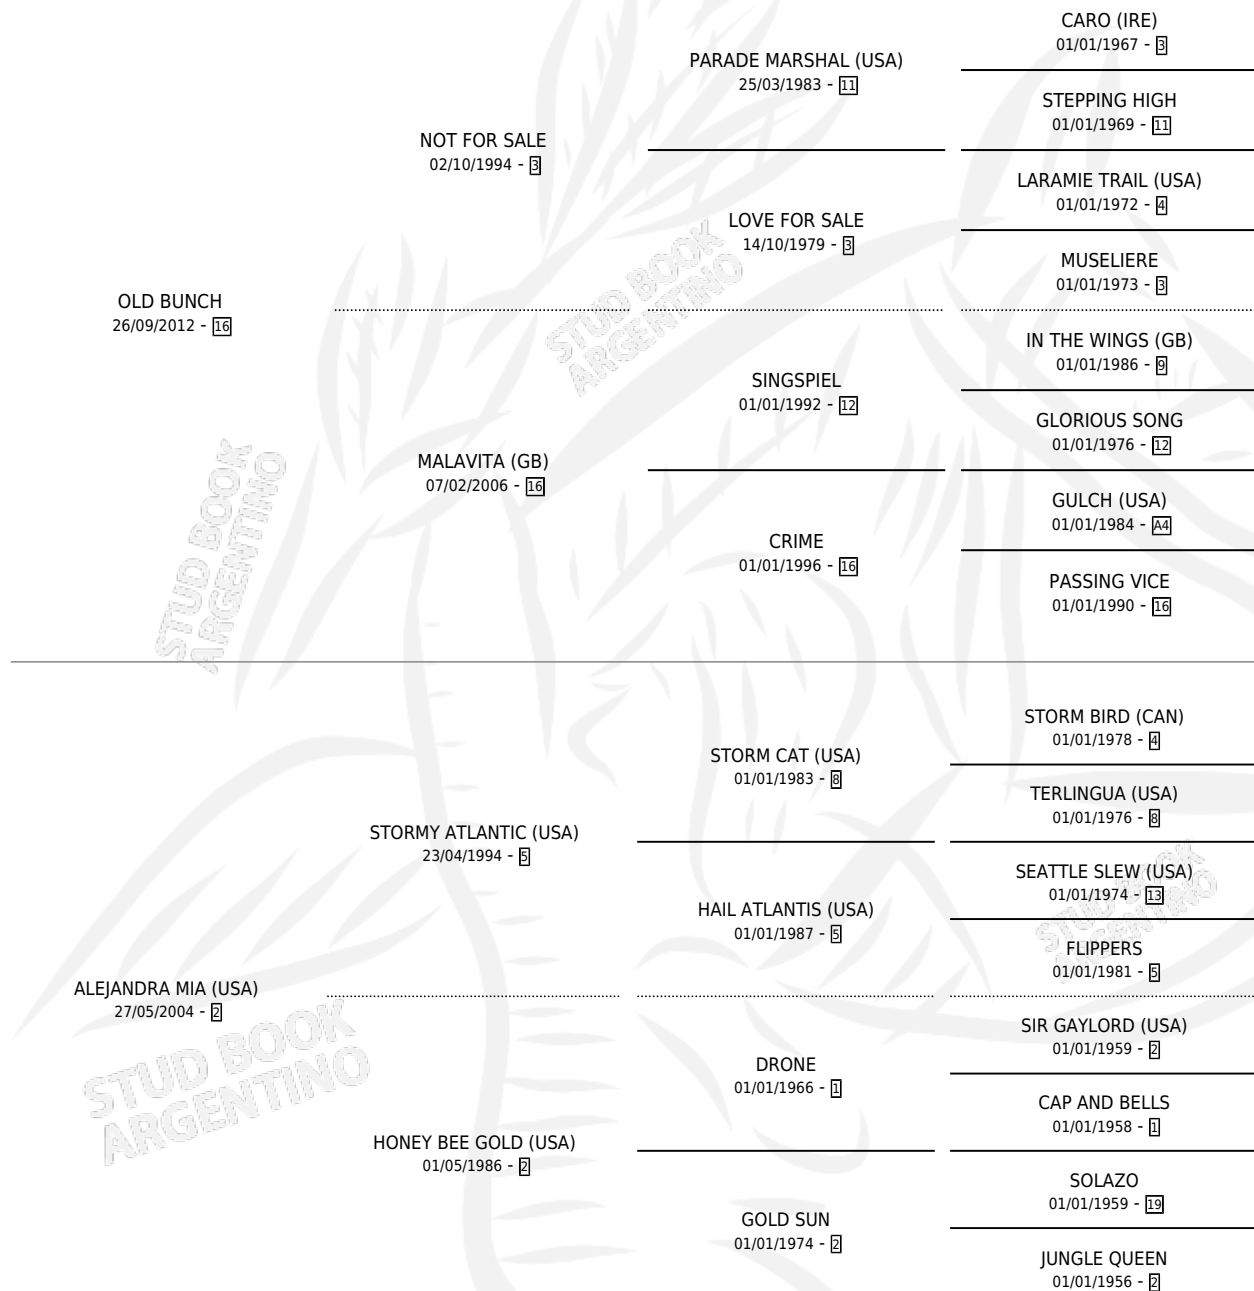 CARO (IRE)
01/01/1967 - 3
PARADE MARSHAL (USA)
25/03/1983 - 11
STEPPING HIGH
01/01/1969 - 11
NOT FOR SALE
02/10/1994 - 3
LARAMIE TRAIL (USA)
01/01/1972 - 4
LOVE FOR SALE
14/10/1979 - 3
MUSELIERE
01/01/1973 - 3
OLD BUNCH
26/09/2012 - 16
IN THE WINGS (GB)
01/01/1986 - 9
SINGSPIEL
01/01/1992 - 12
GLORIOUS SONG
01/01/1976 - 12
MALAVITA (GB)
07/02/2006 - 16
GULCH (USA)
01/01/1984 - A4
CRIME
01/01/1996 - 16
PASSING VICE
01/01/1990 - 16
STORM BIRD (CAN)
01/01/1978 - 4
STORM CAT (USA)
01/01/1983 - 8
TERLINGUA (USA)
01/01/1976 - 8
STORMY ATLANTIC (USA)
23/04/1994 - 5
SEATTLE SLEW (USA)
01/01/1974 - 13
HAIL ATLANTIS (USA)
01/01/1987 - 5
FLIPPERS
01/01/1981 - 5
ALEJANDRA MIA (USA)
27/05/2004 - 2
SIR GAYLORD (USA)
01/01/1959 - 2
DRONE
01/01/1966 - 1
CAP AND BELLS
01/01/1958 - 1
HONEY BEE GOLD (USA)
01/05/1986 - 2
SOLAZO
01/01/1959 - 19
GOLD SUN
01/01/1974 - 2
JUNGLE QUEEN
01/01/1956 - 2
STUD BOOK
ARGENTINO
STUD BOOK
ARGENTINO
STUD BOOK
ARGENTINO
STUD BOOK
ARGENTINO